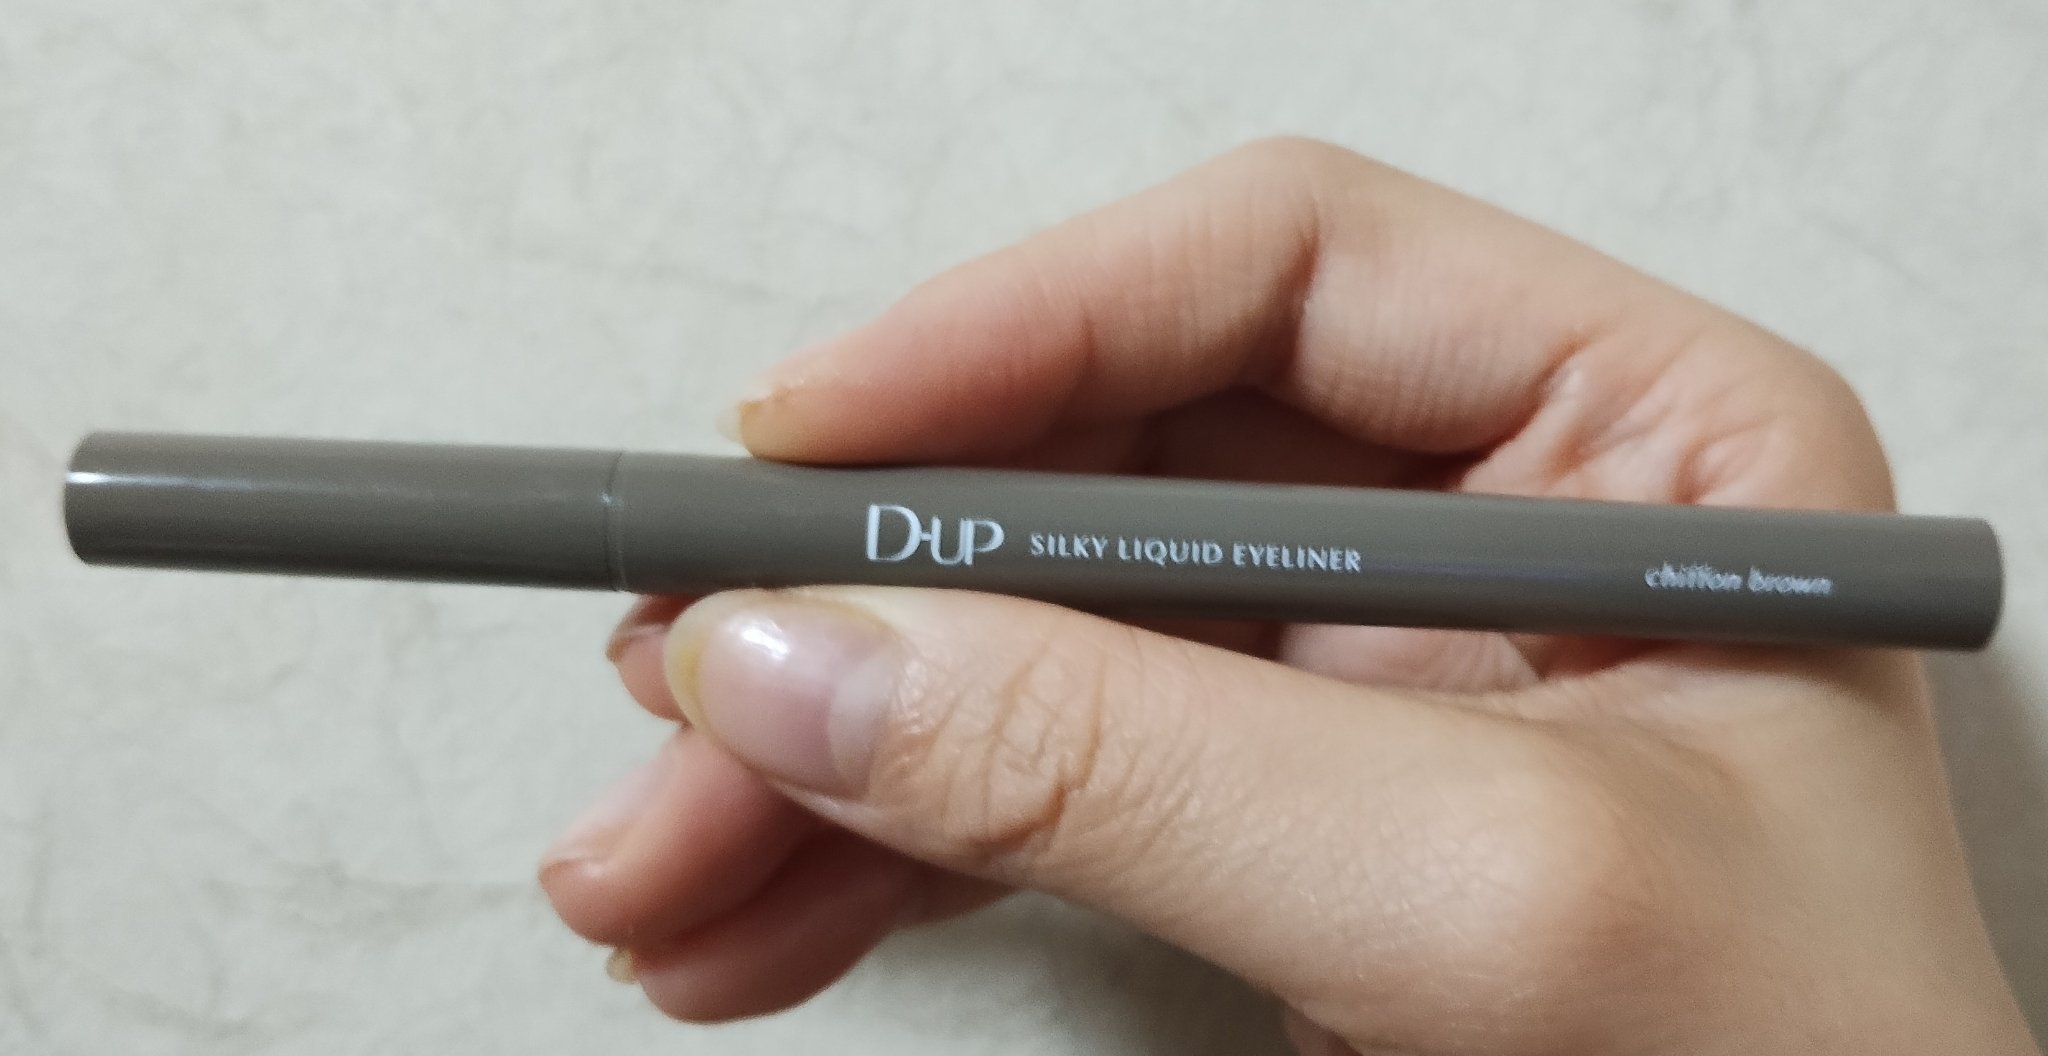 D-UP SILKY LIQUID EYELINER chiffon brown